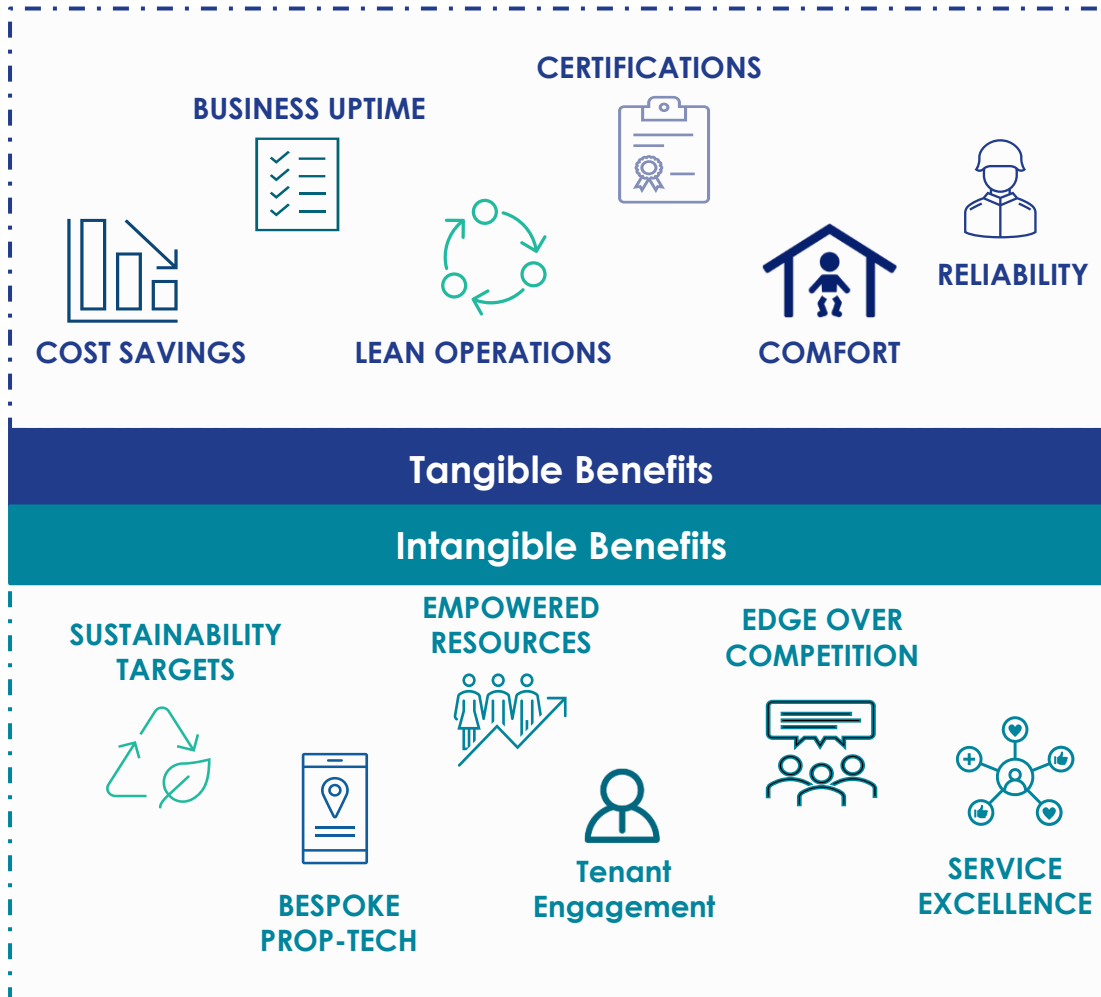 CERTIFICATIONS
BUSINESS UPTIME
RELIABILITY
COST SAVINGS
LEAN OPERATIONS
COMFORT
Tangible Benefits
Intangible Benefits
SUSTAINABILITY
TARGETS
EMPOWERED
RESOURCES
EDGE OVER
COMPETITION
BESPOKE
PROP-TECH
Tenant
Engagement
SERVICE
EXCELLENCE